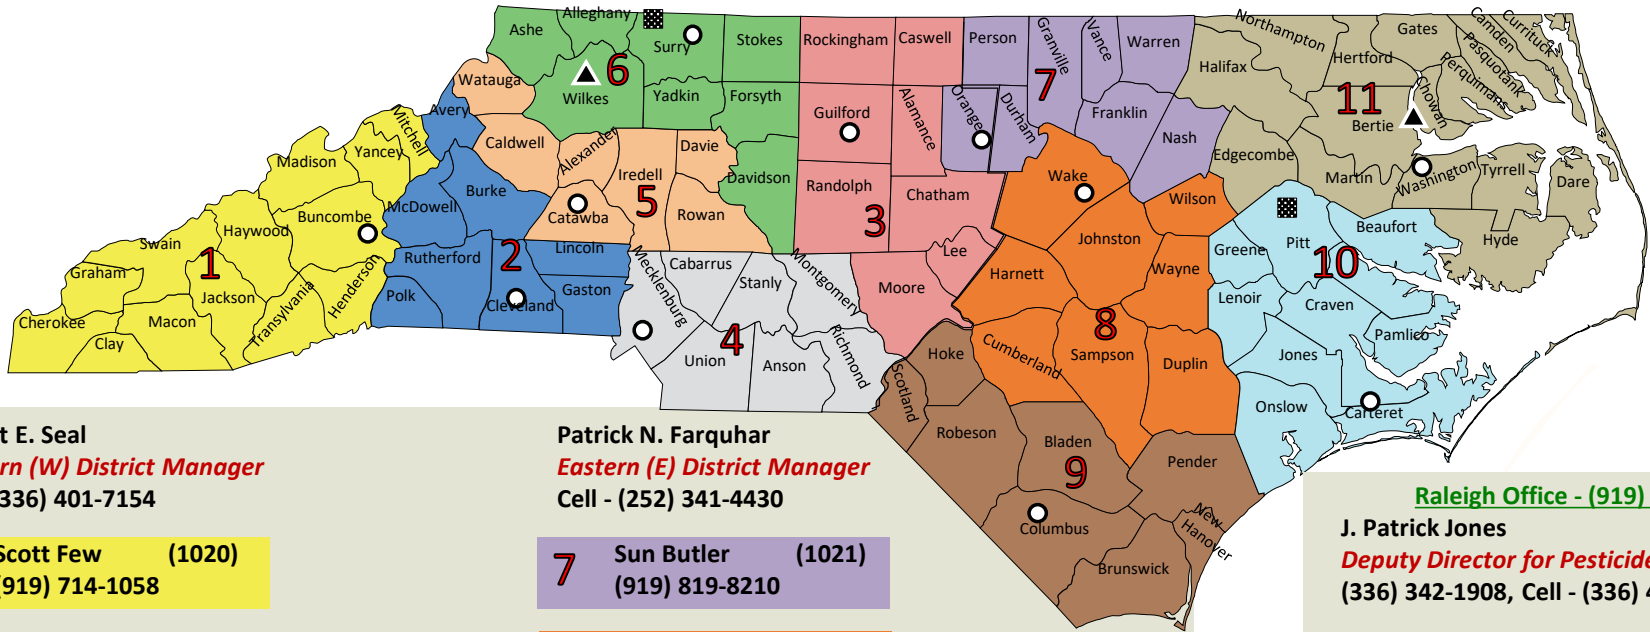 Alleghany
Ashe
Surry
Stokes
Rockingham
Caswell
Person
Granville
Vance
Warren
Northampton
Gates
Camden
Currituck
Pasquotank
Perquimans
Halifax
Hertford
Watauga
6
Wilkes
Yadkin
Forsyth
7
11
Chowan
Avery
Mitchell
Guilford
Alamance
Orange
Durham
Franklin
Bertie
Caldwell
Alexander
Davie
Nash
Madison
Yancey
Edgecombe
Iredell
Davidson
Wake
Martin
Washington
Tyrrell
Dare
Burke
5
Randolph
Chatham
McDowell
Catawba
Rowan
3
Wilson
Buncombe
Haywood
Swain
Johnston
Greene
Pitt
Beaufort
Hyde
1
2
Rutherford
Lincoln
Lee
10
Graham
Henderson
Mecklenburg
Cabarrus
Stanly
Montgomery
Harnett
Wayne
Jackson
Transylvania
Polk
Cleveland
Gaston
Moore
Lenoir
Craven
Cherokee
Macon
Clay
4
8
Pamlico
Union
Anson
Richmond
Hoke
Cumberland
Sampson
Duplin
Jones
Scotland
Onslow
Carteret
Robeson
Bladen
9
Pender
Columbus
New
Hanover
Brunswick
t E. Seal
rn (W) District Manager
336) 401-7154
Scott Few (1020)
(919) 714-1058
Patrick N. Farquhar
Eastern (E) District Manager
Cell - (252) 341-4430
7 Sun Butler (1021)
(919) 819-8210
Raleigh Office - (919)
J. Patrick Jones
Deputy Director for Pesticide
(336) 342-1908, Cell - (336) 4